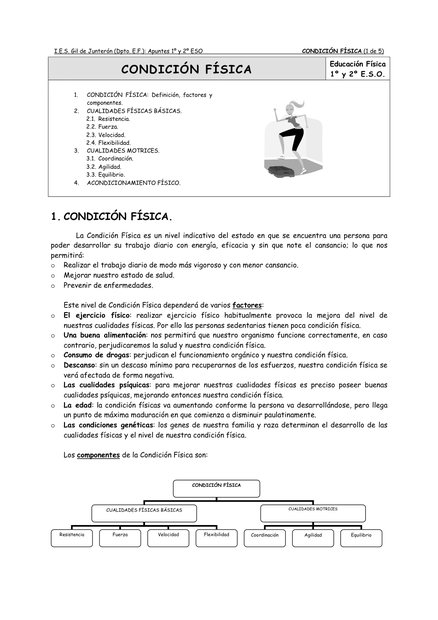 I.E.S. Gil de Junterón (Dpto. E.F.): Apuntes 1º y 2º ESO
CONDICIÓN FÍSICA (1 de 5)
CONDICIÓN FÍSICA
Educación Física
1º y 2º E.S.O.
1. CONDICIÓN FÍSICA: Definición, factores y
componentes.
2. CUALIDADES FÍSICAS BÁSICAS.
2.1. Resistencia.
2.2. Fuerza.
2.3. Velocidad.
2.4. Flexibilidad.
3. CUALIDADES MOTRICES.
3.1. Coordinación.
3.2. Agilidad.
3.3. Equilibrio.
4. ACONDICIONAMIENTO FÍSICO.
1. CONDICIÓN FÍSICA.
La Condición Física es un nivel indicativo del estado en que se encuentra una persona para
poder desarrollar su trabajo diario con energía, eficacia y sin que note el cansancio; lo que nos
permitirá:
o Realizar el trabajo diario de modo más vigoroso y con menor cansancio.
o Mejorar nuestro estado de salud.
o Prevenir de enfermedades.
Este nivel de Condición Física dependerá de varios factores:
o El ejercicio físico: realizar ejercicio físico habitualmente provoca la mejora del nivel de
nuestras cualidades físicas. Por ello las personas sedentarias tienen poca condición física.
o Una buena alimentación: nos permitirá que nuestro organismo funcione correctamente, en caso
contrario, perjudicaremos la salud y nuestra condición física.
o Consumo de drogas: perjudican el funcionamiento orgánico y nuestra condición física.
o Descanso: sin un descaso mínimo para recuperarnos de los esfuerzos, nuestra condición física se
verá afectada de forma negativa.
o Las cualidades psíquicas: para mejorar nuestras cualidades físicas es preciso poseer buenas
cualidades psíquicas, mejorando entonces nuestra condición física.
o La edad: la condición físicas va aumentando conforme la persona va desarrollándose, pero llega
un punto de máxima maduración en que comienza a disminuir paulatinamente.
o Las condiciones genéticas: los genes de nuestra familia y raza determinan el desarrollo de las
cualidades físicas y el nivel de nuestra condición física.
Los componentes de la Condición Física son:
CONDICIÓN FÍSICA
CUALIDADES FÍSICAS BÁSICAS
CUALIDADES MOTRICES
Resistencia
Fuerza
Velocidad
Flexibilidad
Coordinación
Agilidad
Equilibrio